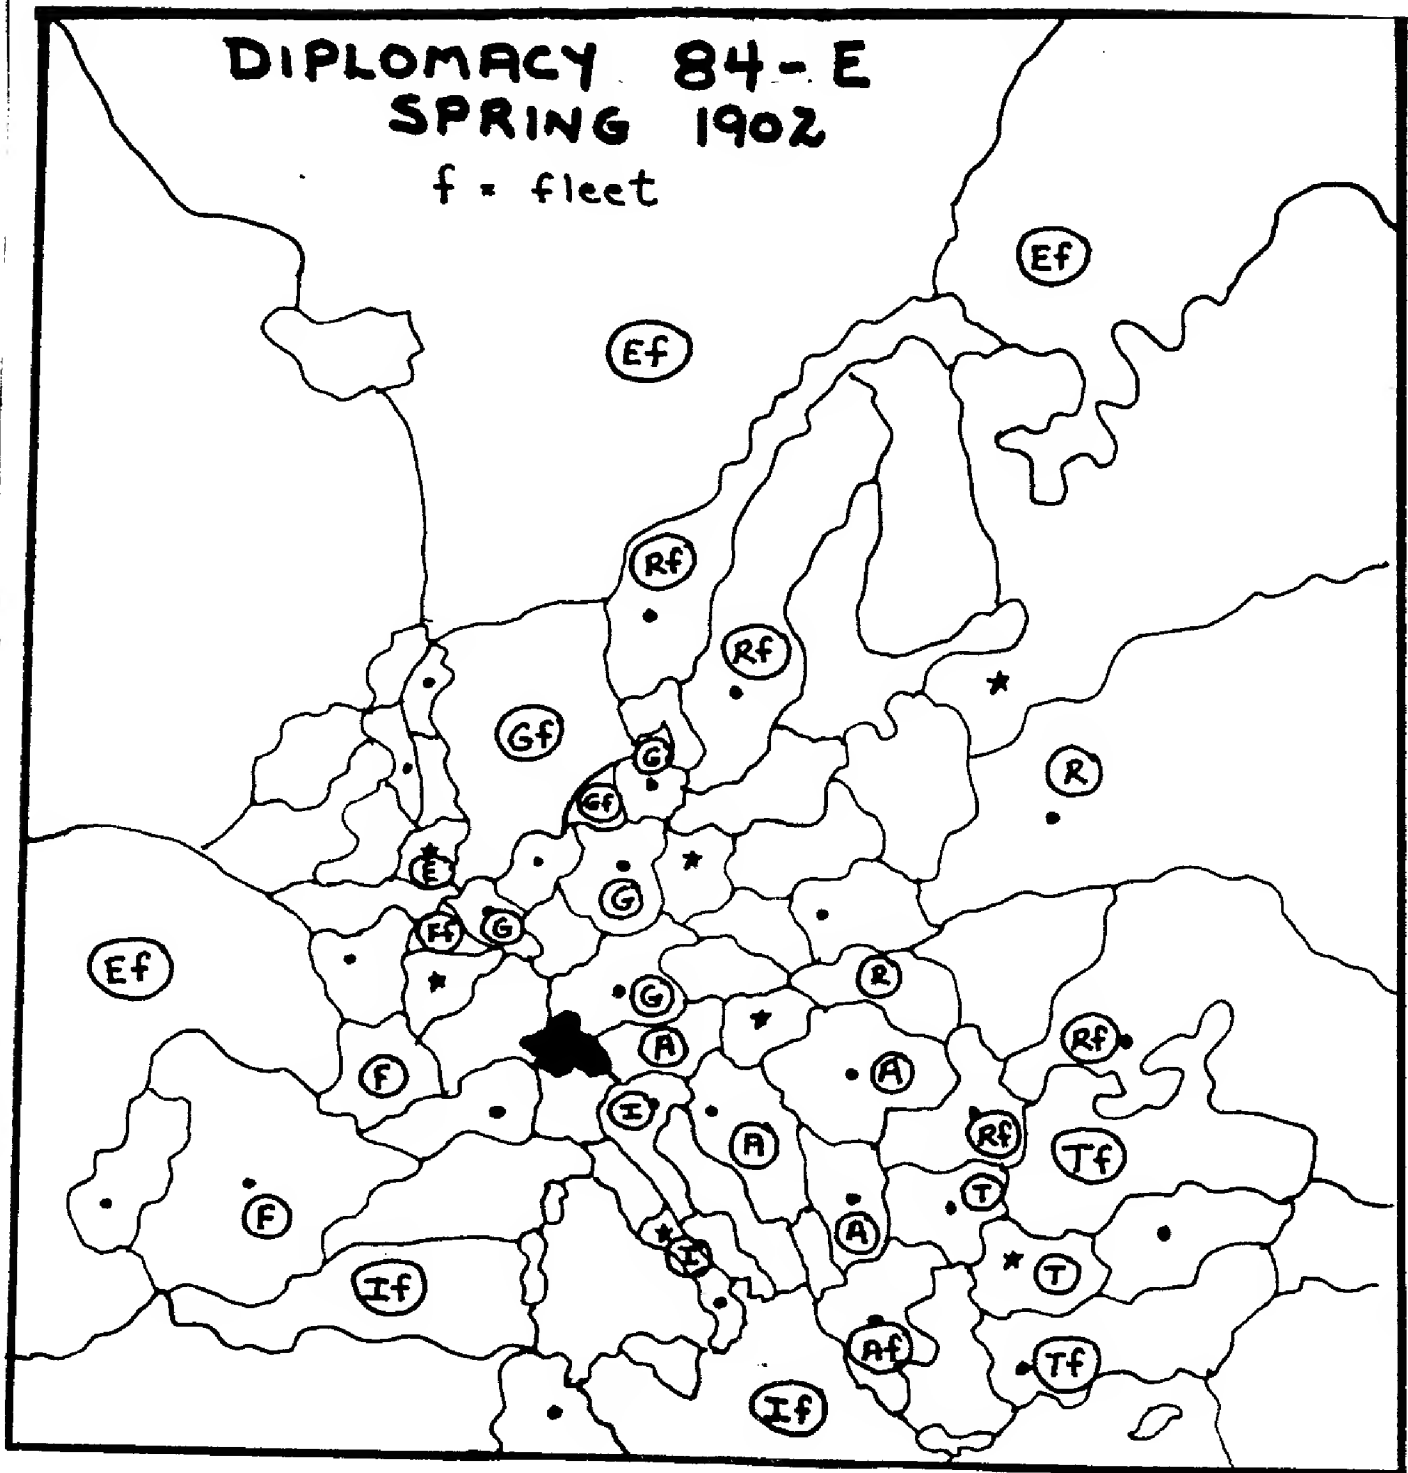 DIPLOMACY 84-E
SPRING 1902
f = fleet
Ef
Ef
Rf
Rf
Gf
G
R
Gf
E
G
Ff
G
Ef
R
G
Rf
A
F
A
I
Rf
A
Tf
T
F
A
I
T
If
Af
Tf
If